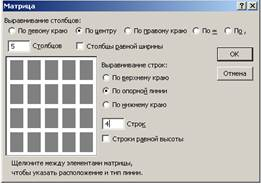 Матрица
Выравнивание столбцов:
По левому краю По центру По правому краю По = По ,
5 Столбцов Столбцы равной ширины
OK
Отмена
Выравнивание строк:
По верхнему краю
По опорной линии
По нижнему краю
4 Строк
Строки равной высоты
Щелкните между элементами матрицы,
чтобы указать расположение и тип линии.